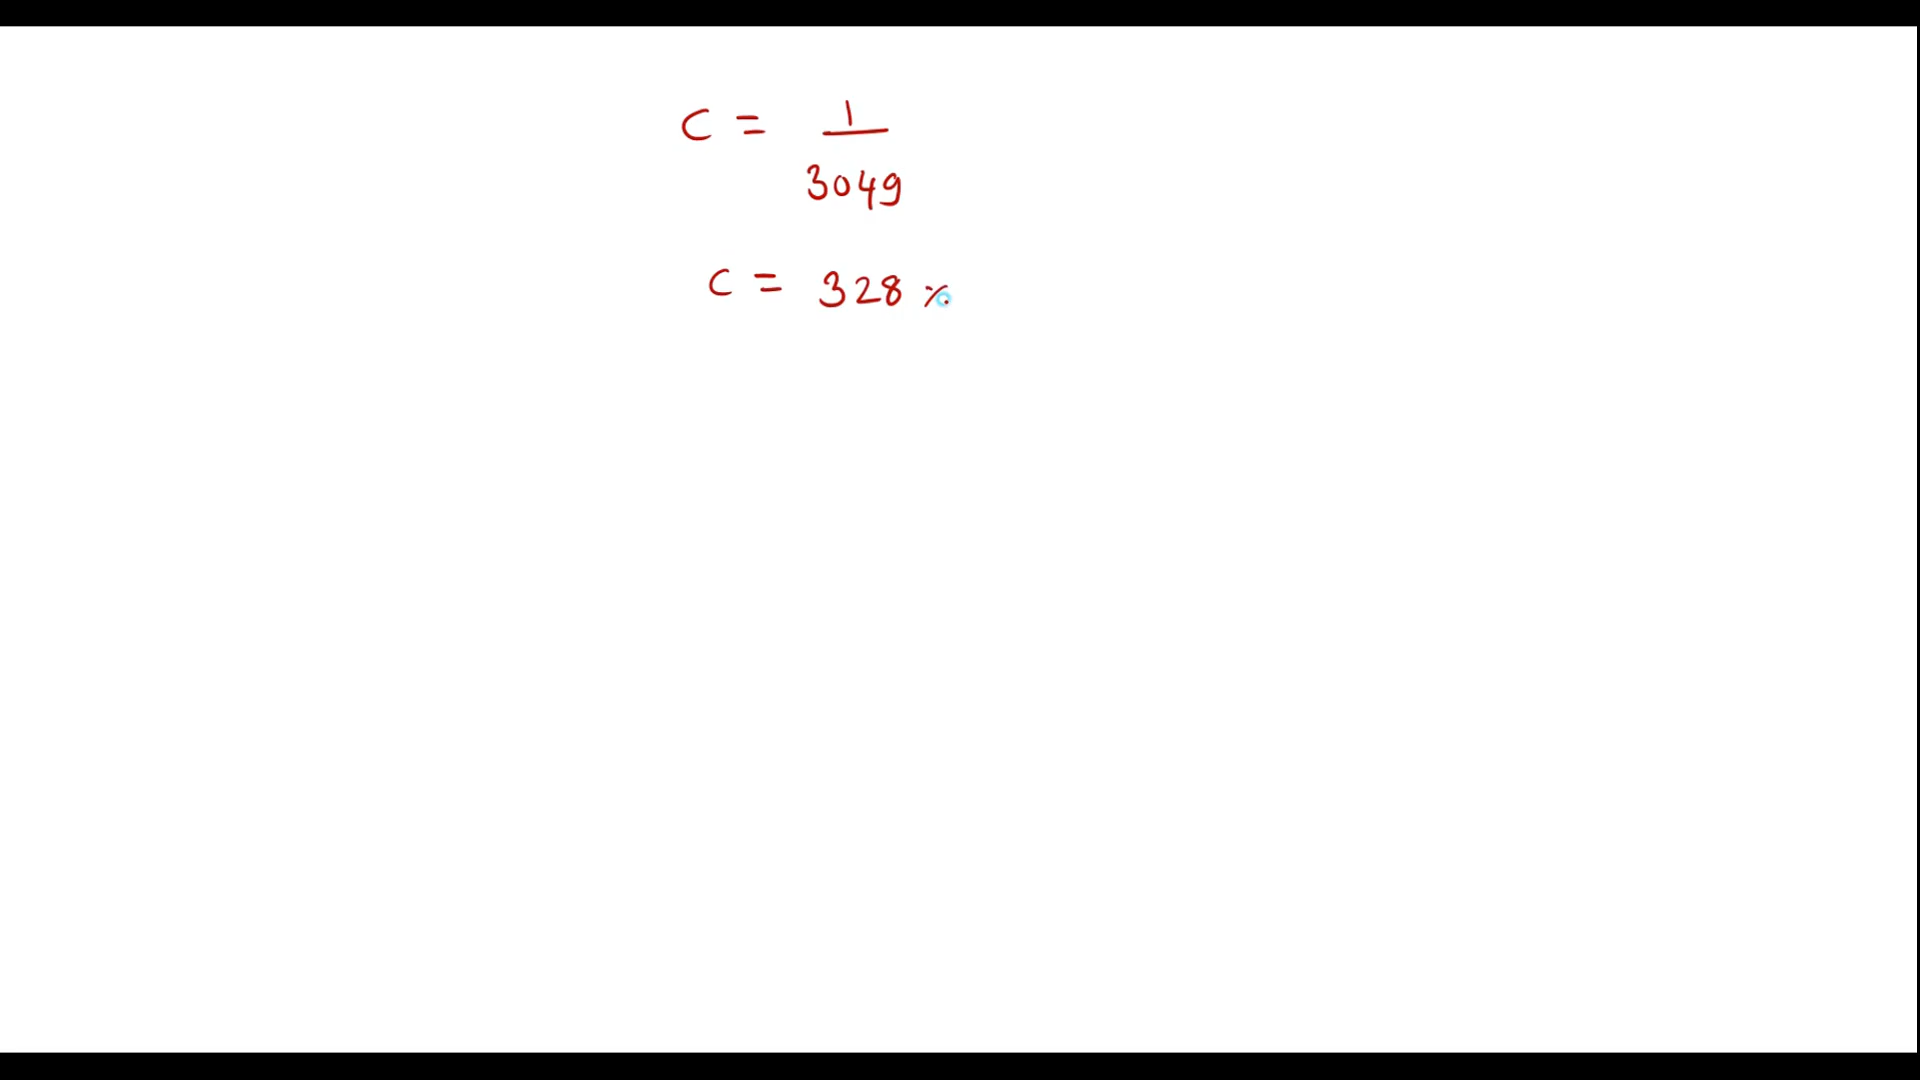 C = 1/3049
C = 328 ×